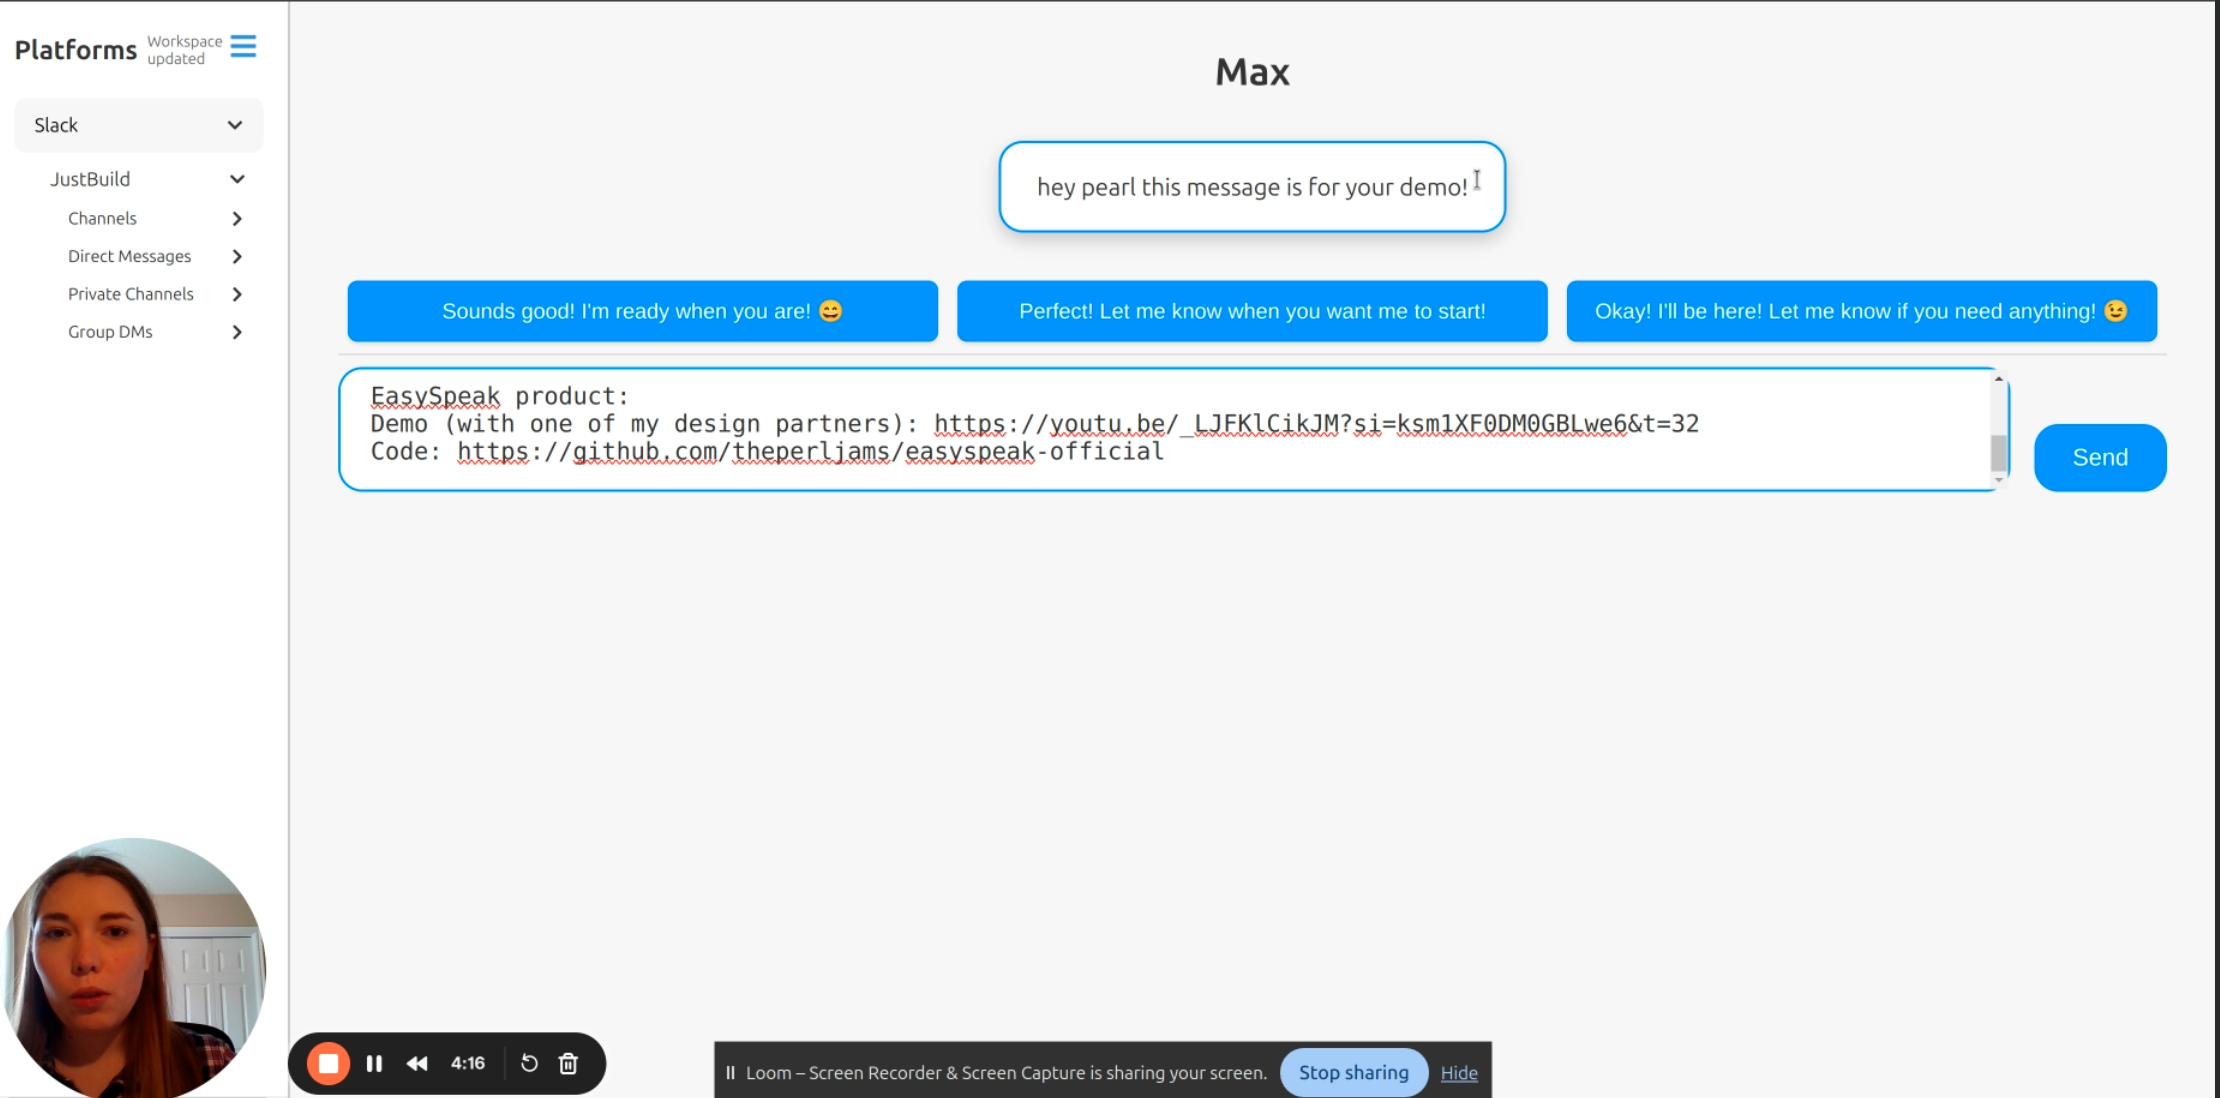 Platforms
Workspace
updated
Slack
JustBuild
Channels
Direct Messages
Private Channels
Group DMs
Max
hey pearl this message is for your demo!
Sounds good! I'm ready when you are! 😄
Perfect! Let me know when you want me to start!
Okay! I'll be here! Let me know if you need anything! 😉
EasySpeak product:
Demo (with one of my design partners): https://youtu.be/_LJFKlCikJM?si=ksm1XF0DM0GBLwe6&t=32
Code: https://github.com/theperljams/easyspeak-official
Send
4:16
Loom – Screen Recorder & Screen Capture is sharing your screen.
Stop sharing
Hide